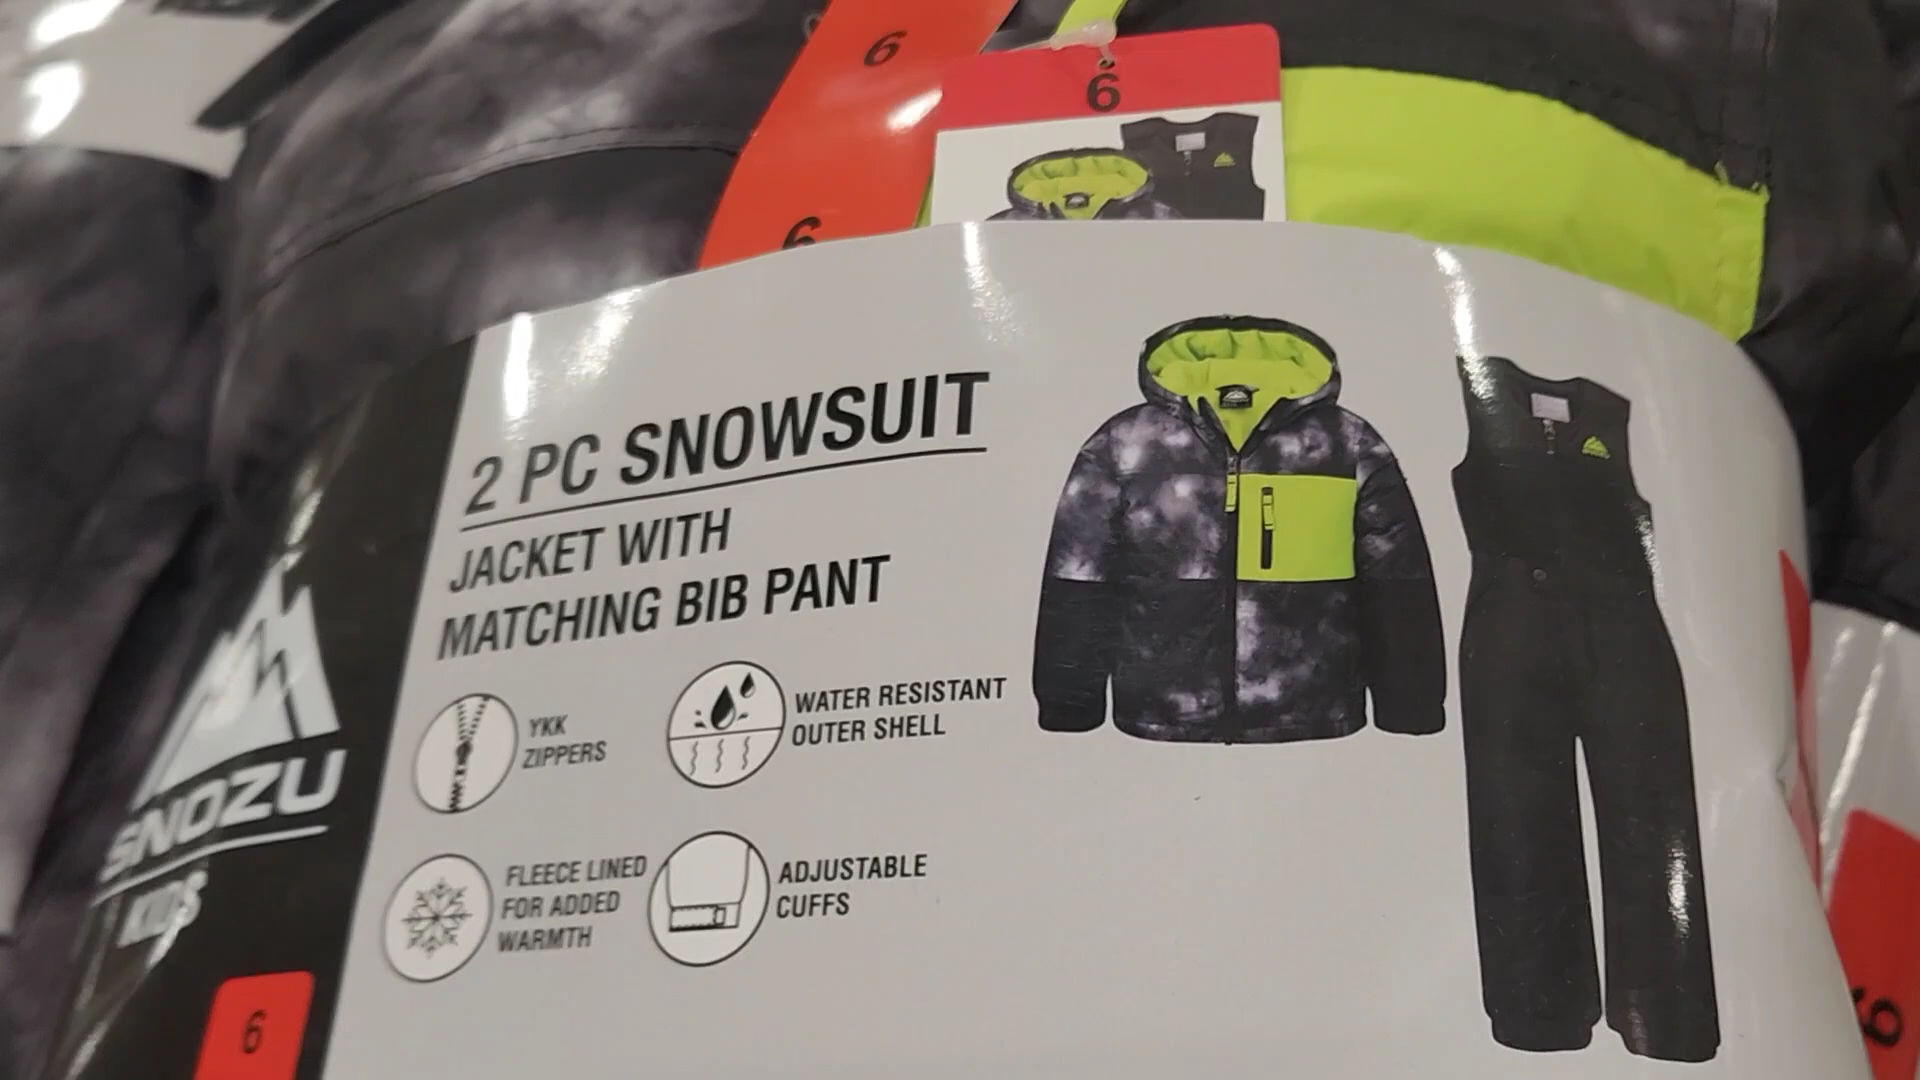 6
6
6
2 PC SNOWSUIT
JACKET WITH
MATCHING BIB PANT
YKK
ZIPPERS
WATER RESISTANT
OUTER SHELL
FLEECE LINED
FOR ADDED
WARMTH
ADJUSTABLE
CUFFS
SNOZU
KIDS
6
6